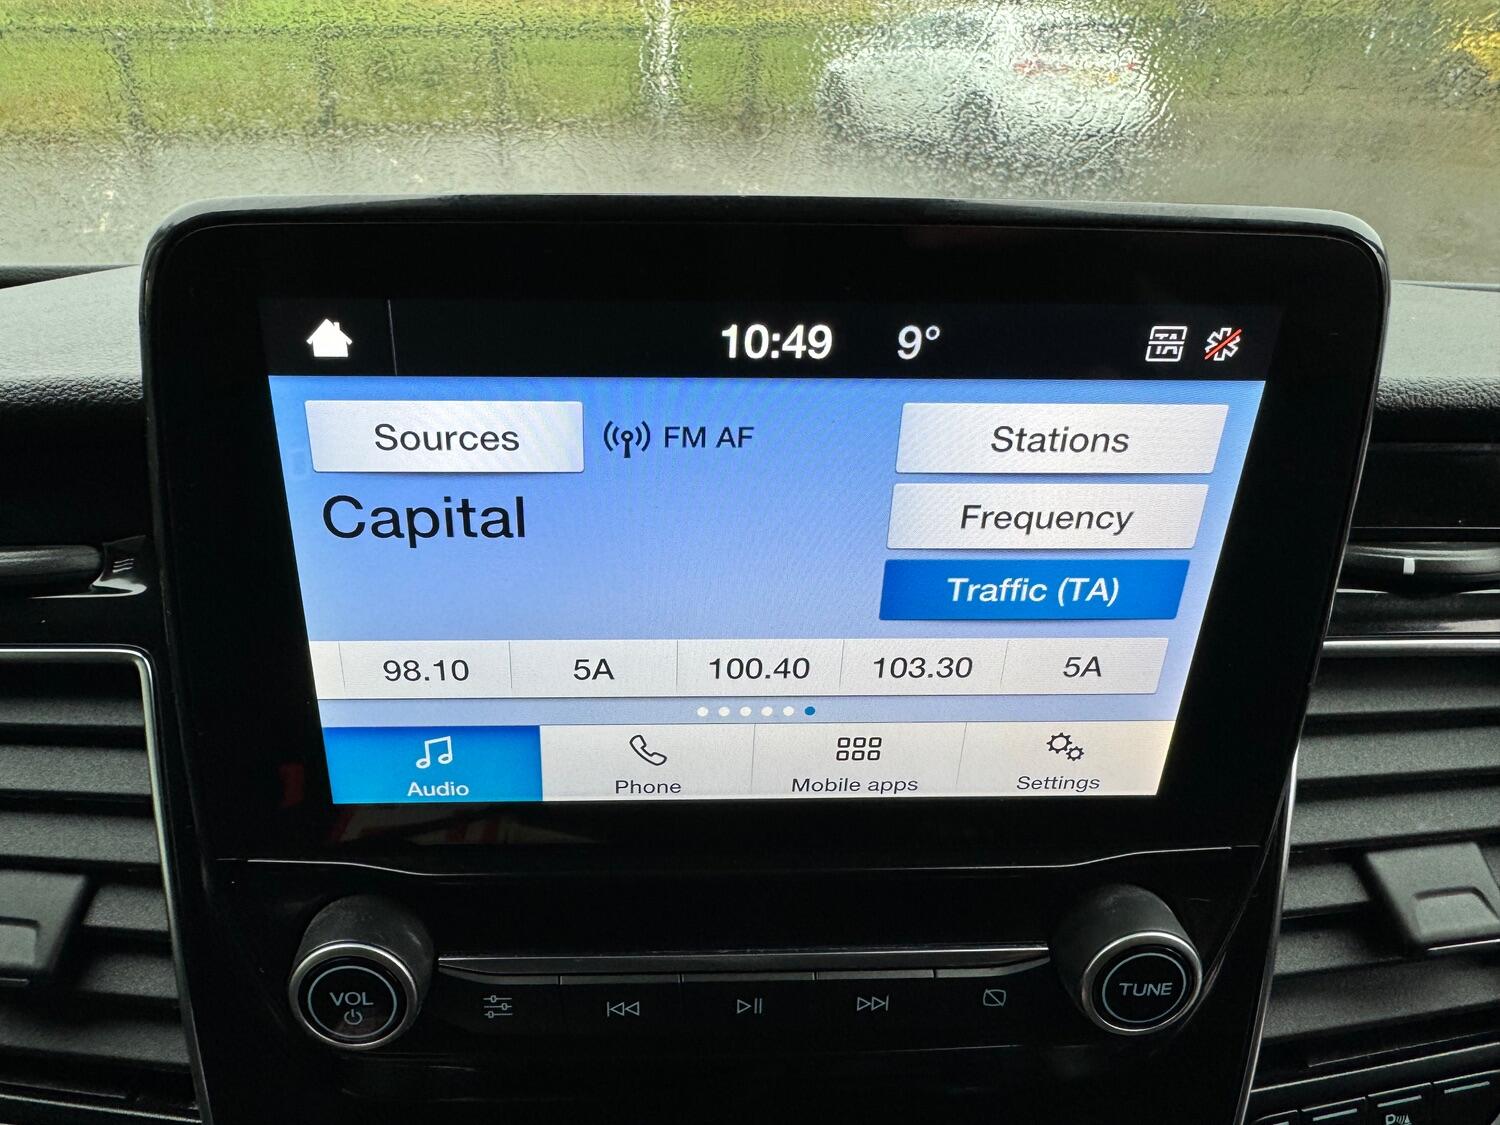 10:49 9° TA
Sources FM AF Stations
Capital
Frequency
Traffic (TA)
98.10 5A 100.40 103.30 5A
Audio Phone Mobile apps Settings
VOL TUNE
P